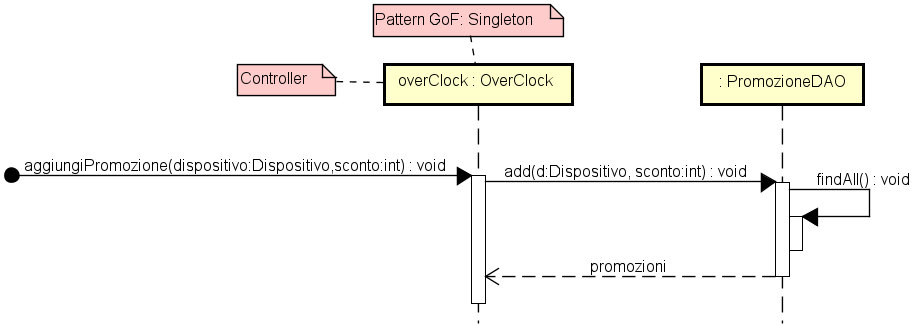 Pattern GoF: Singleton
Controller
overClock : OverClock
: PromozioneDAO
aggiungiPromozione(dispositivo:Dispositivo,sconto:int) : void
add(d:Dispositivo, sconto:int) : void
findAll() : void
promozioni